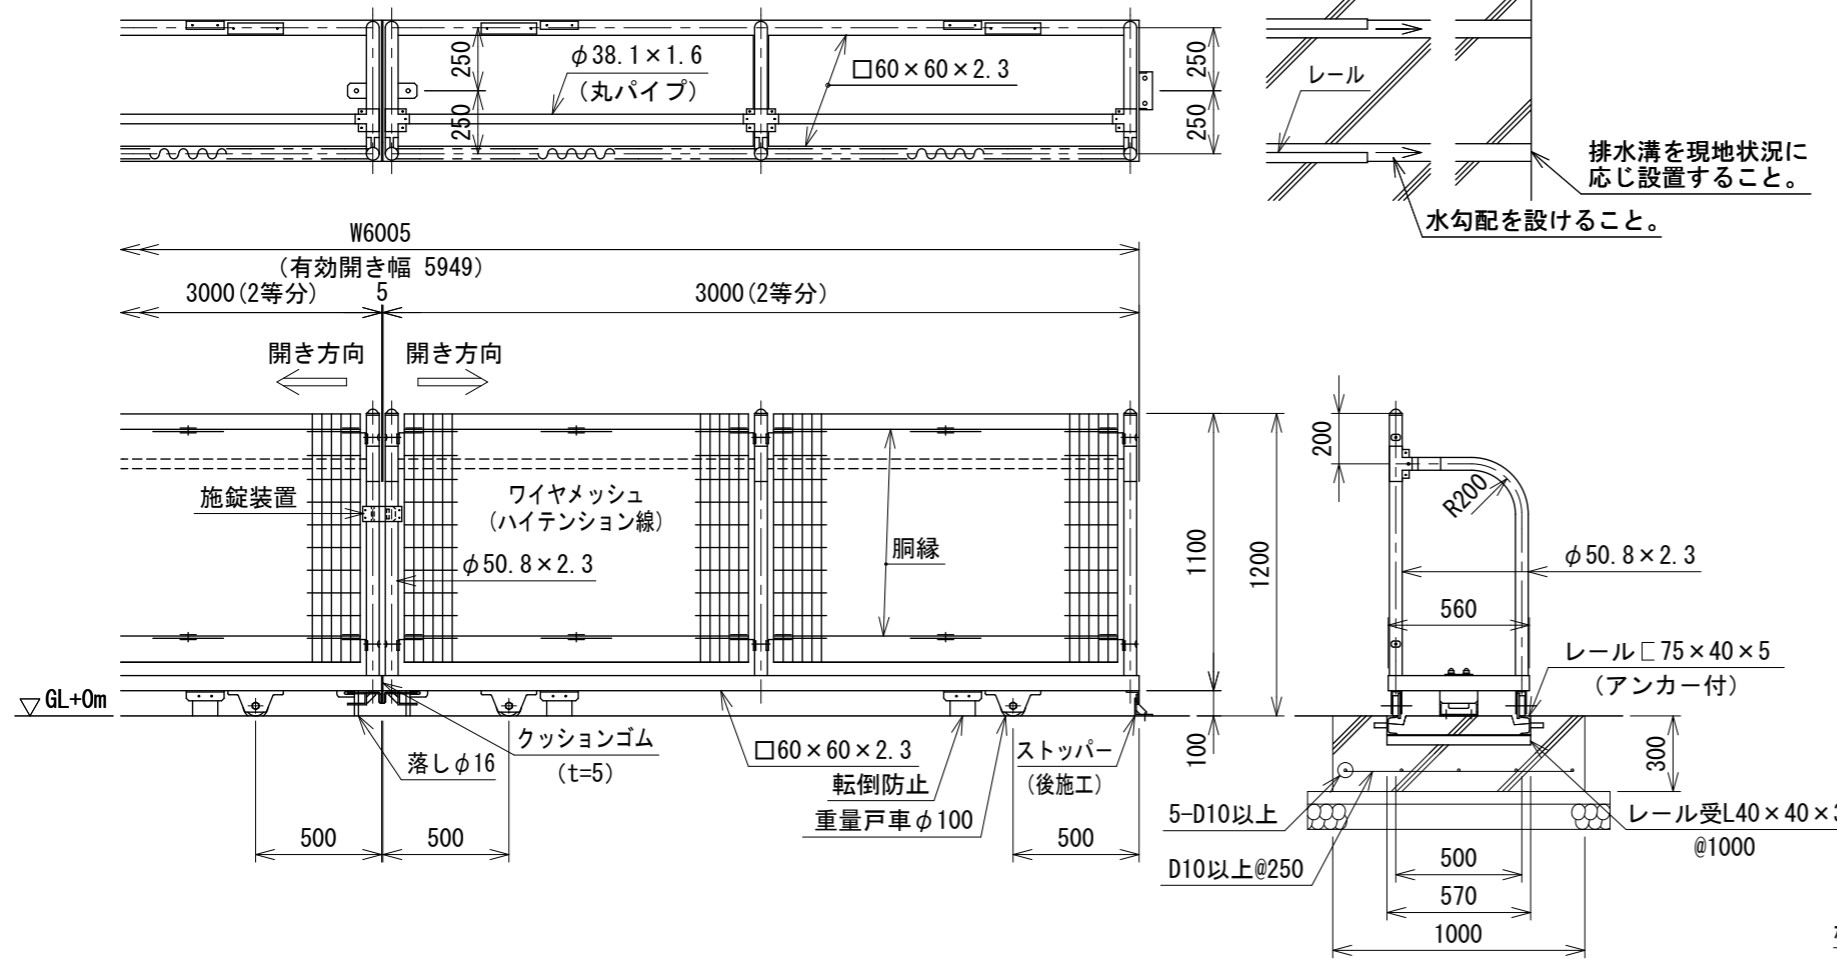 250
250
φ38.1×1.6
(丸パイプ)
□60×60×2.3
250
250
レール
排水溝を現地状況に
応じ設置すること。
水勾配を設けること。
W6005
(有効開き幅 5949)
3000(2等分)
5
3000(2等分)
開き方向
開き方向
施錠装置
ワイヤメッシュ
(ハイテンション線)
φ50.8×2.3
胴縁
1100
1200
200
R200
φ50.8×2.3
560
レール□75×40×5
(アンカー付)
▽GL+0m
100
300
クッションゴム
(t=5)
落しφ16
□60×60×2.3
転倒防止
重量戸車φ100
ストッパー
(後施工)
500
500
500
5-D10以上
D10以上@250
レール受L40×40×3
@1000
500
570
1000